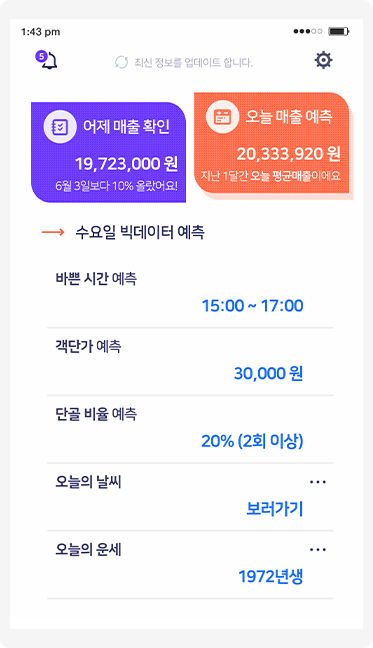 1:43 pm
5
최신 정보를 업데이트 합니다.
어제 매출 확인
19,723,000 원
6월 3일보다 10% 올랐어요!
오늘 매출 예측
20,333,920 원
지난 1달간 오늘 평균매출이에요
수요일 빅데이터 예측
바쁜 시간 예측
15:00 ~ 17:00
객단가 예측
30,000 원
단골 비율 예측
20% (2회 이상)
오늘의 날씨
보러가기
오늘의 운세
1972년생